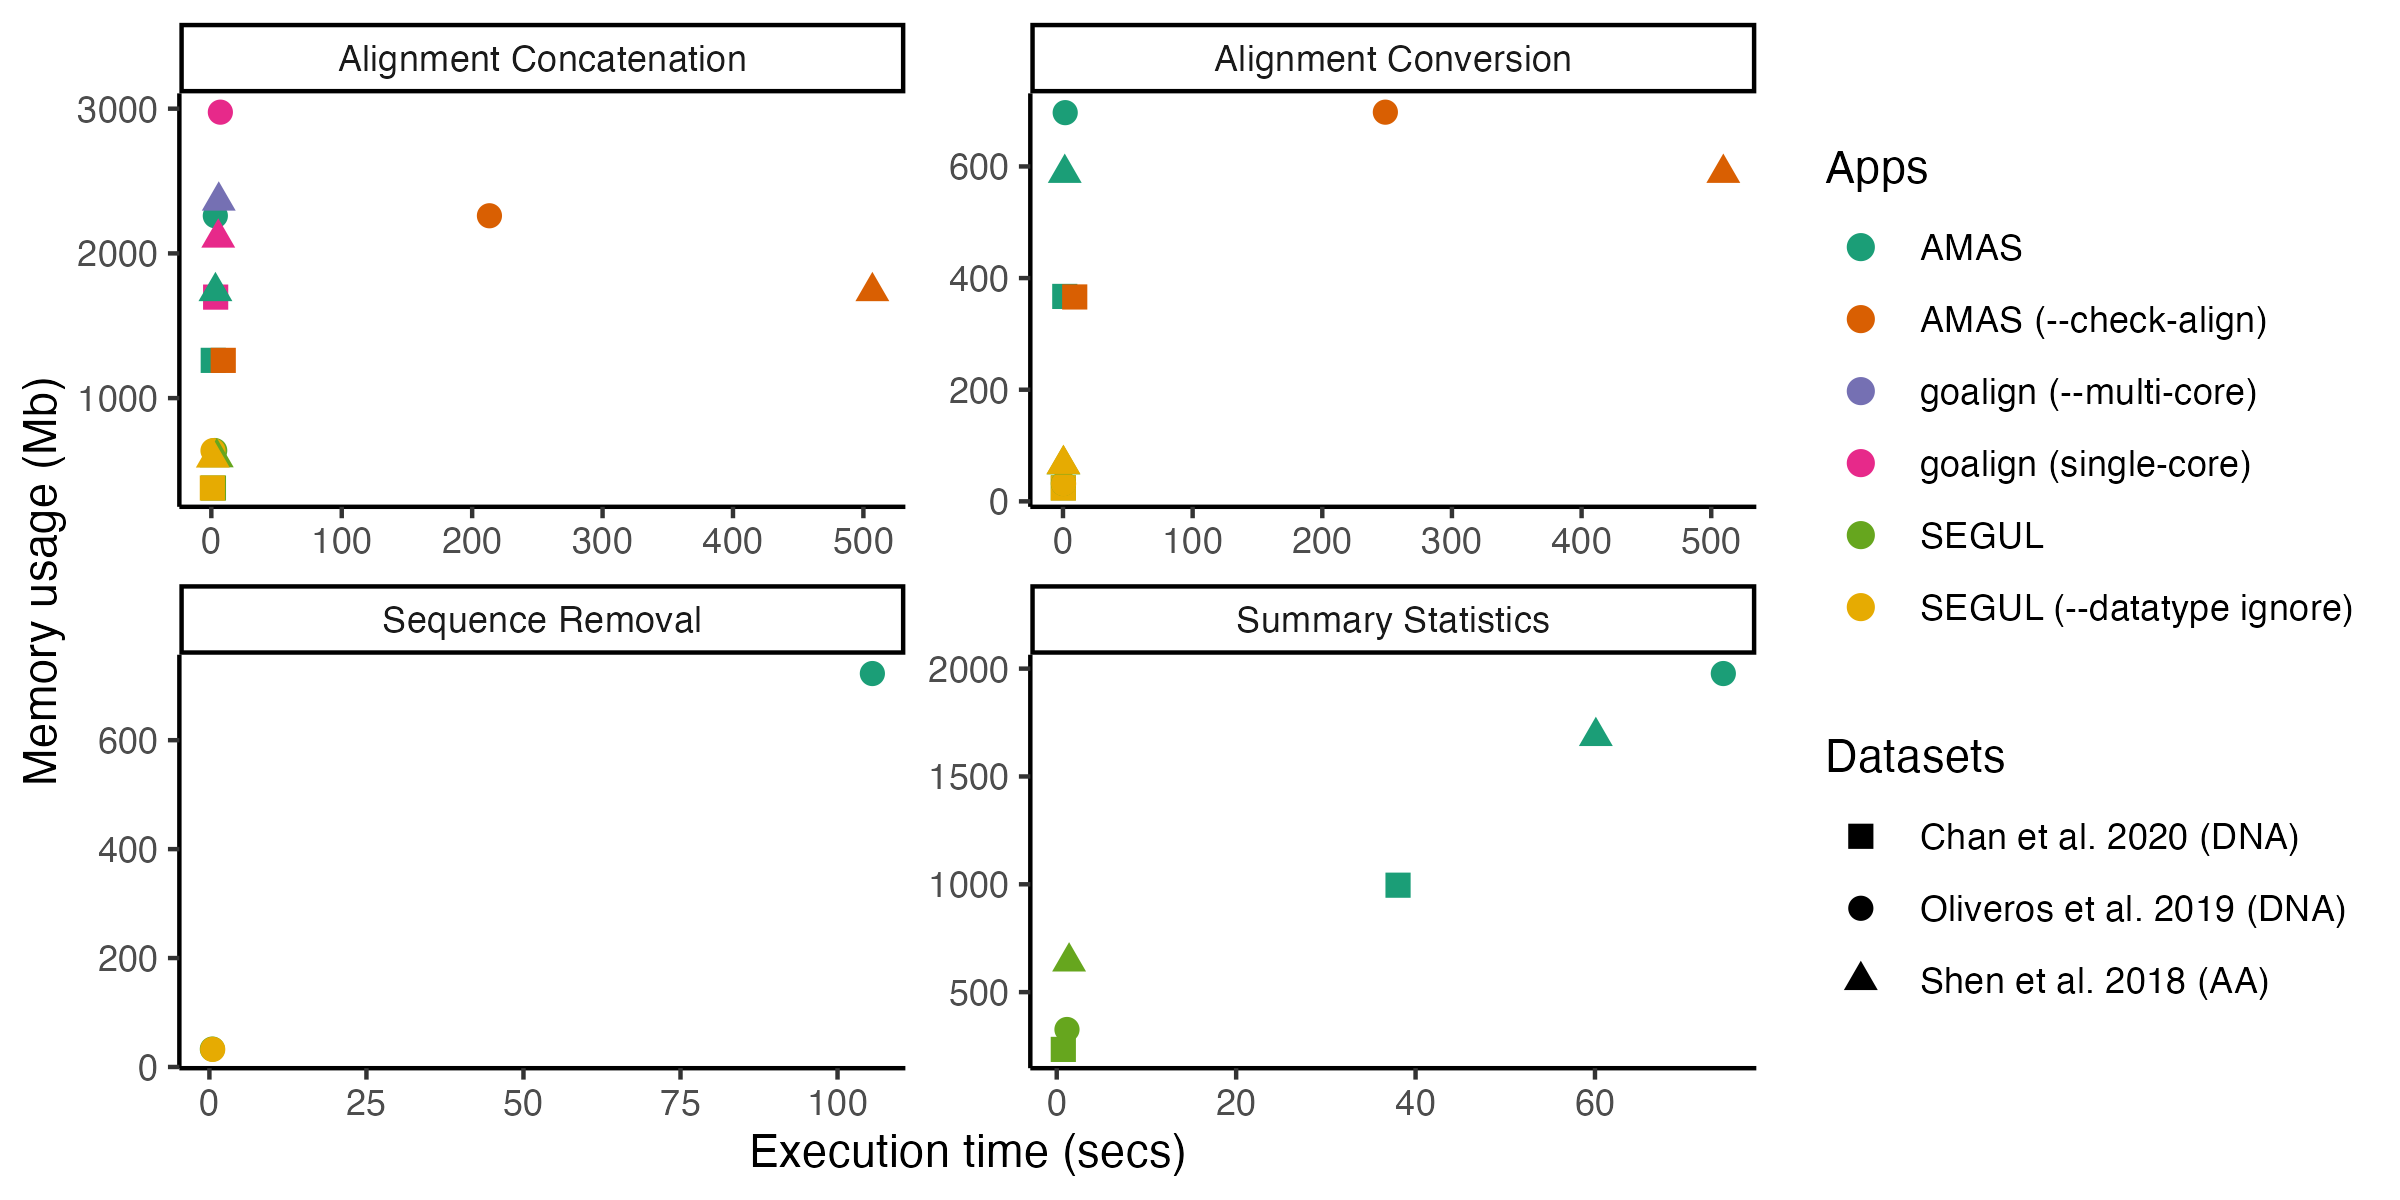 Alignment Concatenation
Alignment Conversion
3000
2000
1000
0
100
200
300
400
500
600
400
200
0
0
100
200
300
400
500
Sequence Removal
Summary Statistics
600
400
200
0
0
25
50
75
100
2000
1500
1000
500
0
20
40
60
Memory usage (Mb)
Execution time (secs)
Apps
AMAS
AMAS (--check-align)
goalign (--multi-core)
goalign (single-core)
SEGUL
SEGUL (--datatype ignore)
Datasets
Chan et al. 2020 (DNA)
Oliveros et al. 2019 (DNA)
Shen et al. 2018 (AA)